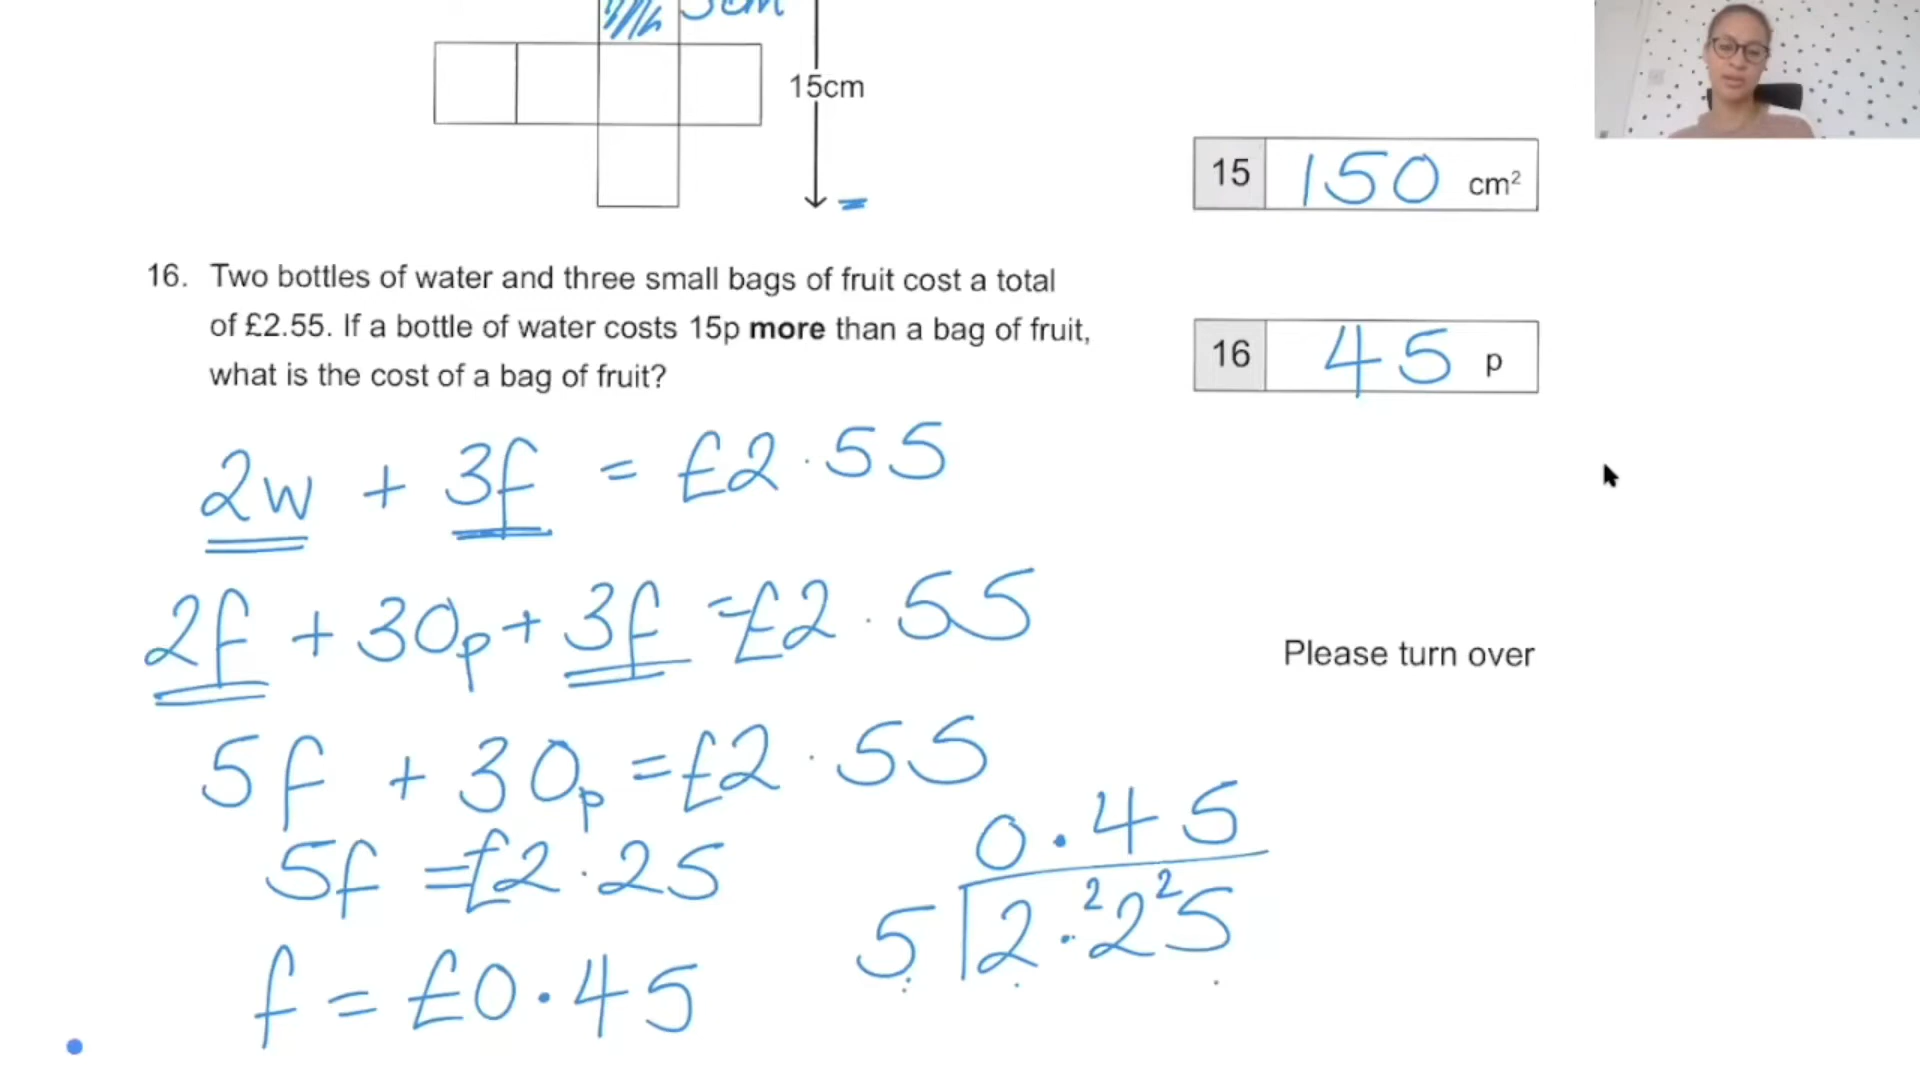 5cm
15cm
15 150 cm²
16. Two bottles of water and three small bags of fruit cost a total
of £2.55. If a bottle of water costs 15p more than a bag of fruit,
what is the cost of a bag of fruit?
16 45 p
2w + 3f = £2.55
2f + 30p + 3f = £2.55
Please turn over
5f + 30p = £2.55
5f = £2.25
f = £0.45
0.45
5 2.²2²5